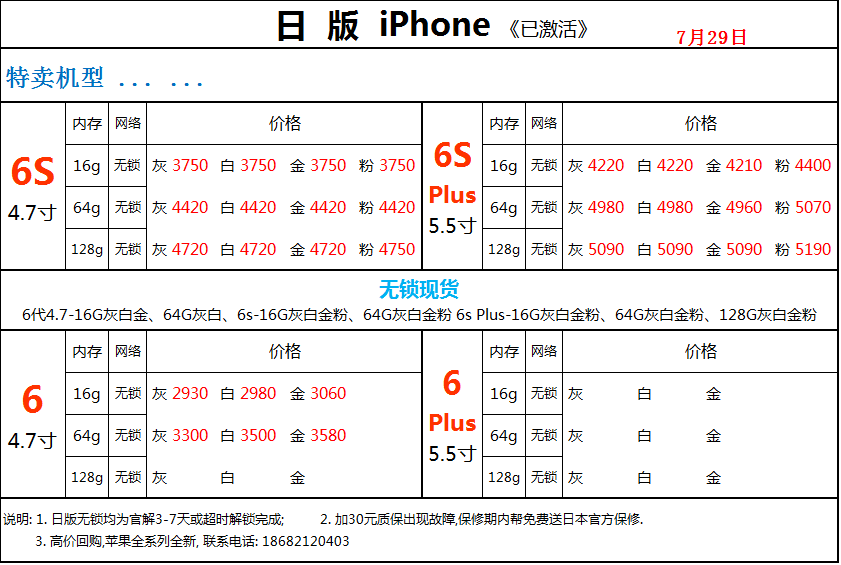 日 版 iPhone 《已激活》 7月29日
特卖机型 ... ...
6S 4.7寸
内存 网络 价格
16g 无锁 灰 3750 白 3750 金 3750 粉 3750
64g 无锁 灰 4420 白 4420 金 4420 粉 4420
128g 无锁 灰 4720 白 4720 金 4720 粉 4750
6S Plus 5.5寸
内存 网络 价格
16g 无锁 灰 4220 白 4220 金 4210 粉 4400
64g 无锁 灰 4980 白 4980 金 4960 粉 5070
128g 无锁 灰 5090 白 5090 金 5090 粉 5190
无锁现货
6代4.7-16G灰白金、64G灰白、6s-16G灰白金粉、64G灰白金粉 6s Plus-16G灰白金粉、64G灰白金粉、128G灰白金粉
6 4.7寸
内存 网络 价格
16g 无锁 灰 2930 白 2980 金 3060
64g 无锁 灰 3300 白 3500 金 3580
128g 无锁 灰 白 金
6 Plus 5.5寸
内存 网络 价格
16g 无锁 灰 白 金
64g 无锁 灰 白 金
128g 无锁 灰 白 金
说明: 1. 日版无锁均为官解3-7天或超时解锁完成; 2. 加30元质保出现故障,保修期内帮免费送日本官方保修.
3. 高价回购,苹果全系列全新, 联系电话: 18682120403